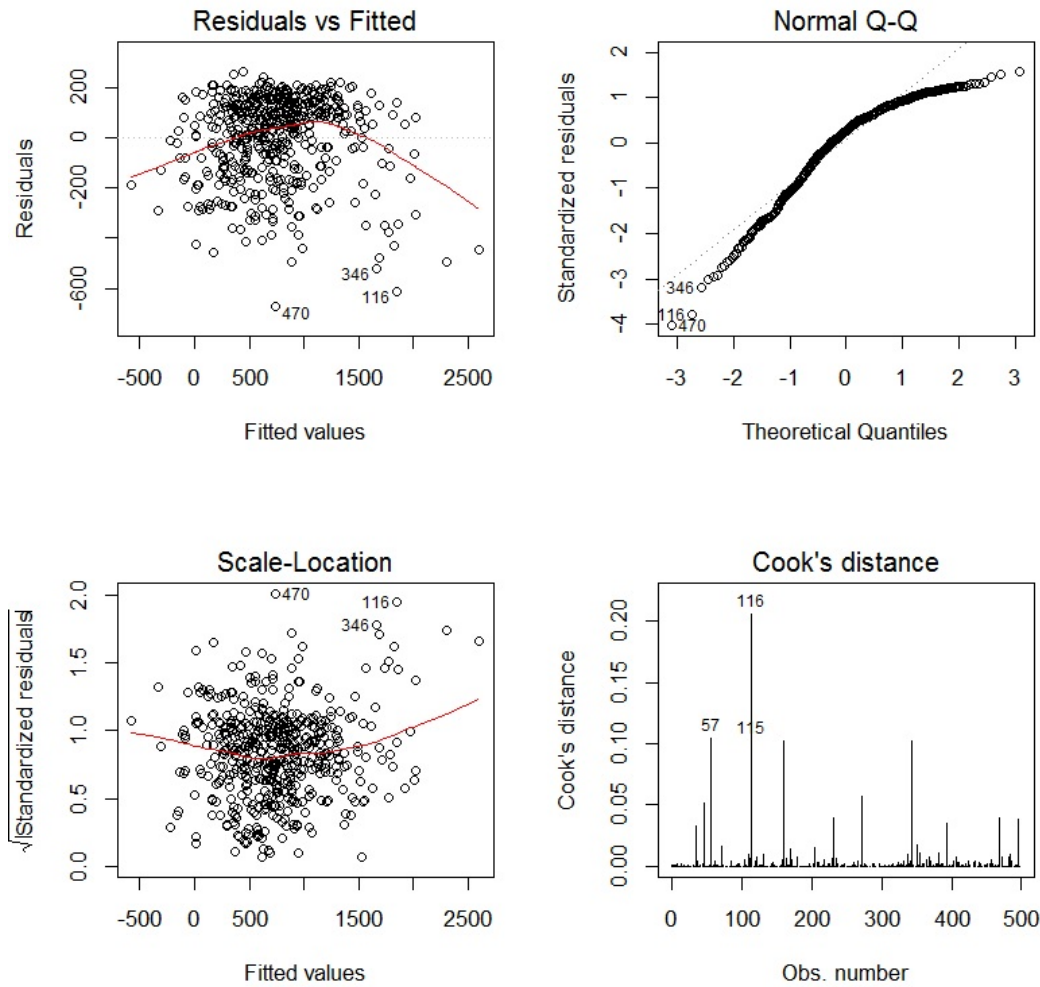 Residuals vs Fitted
Residuals
200
0
-200
-600
346
116
470
-500 0 500 1500 2500
Fitted values
Normal Q-Q
Standardized residuals
2
1
0
-1
-2
-3
-4
346
116
470
-3 -2 -1 0 1 2 3
Theoretical Quantiles
Scale-Location
√|Standardized residuals|
2.0
1.5
1.0
0.5
0.0
470
116
346
-500 0 500 1500 2500
Fitted values
Cook's distance
Cook's distance
0.20
0.15
0.10
0.05
0.00
116
57
115
0 100 200 300 400 500
Obs. number